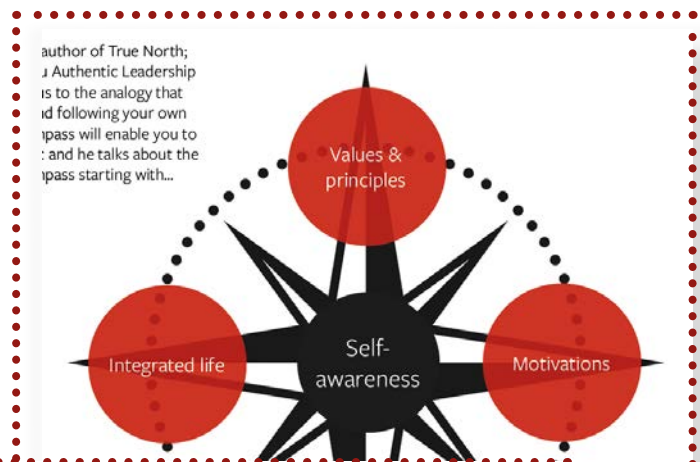 author of True North;
Authentic Leadership
to the analogy that
following your own
will enable you to
and he talks about the
starting with...
Values &
principles
Integrated life
Self-
awareness
Motivations